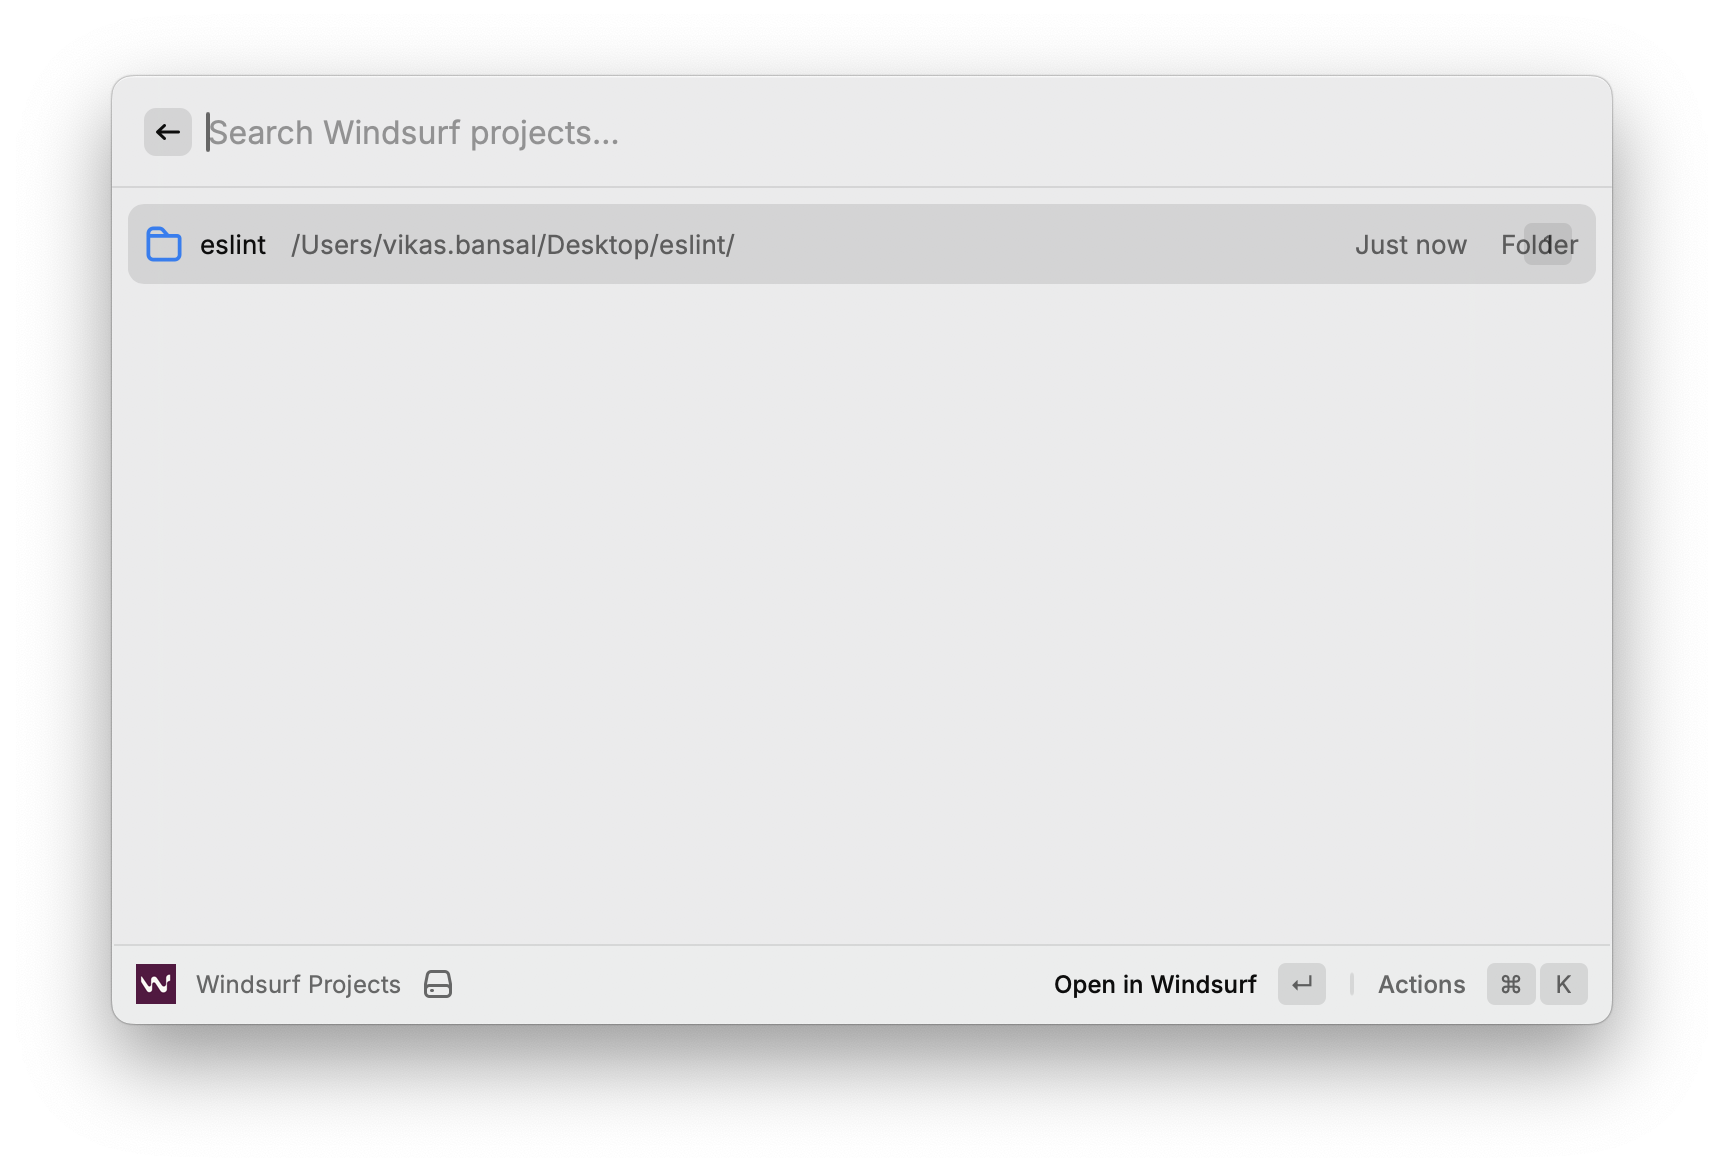 Search Windsurf projects...
eslint /Users/vikas.bansal/Desktop/eslint/ Just now Folder
Windsurf Projects Open in Windsurf Actions ⌘ K